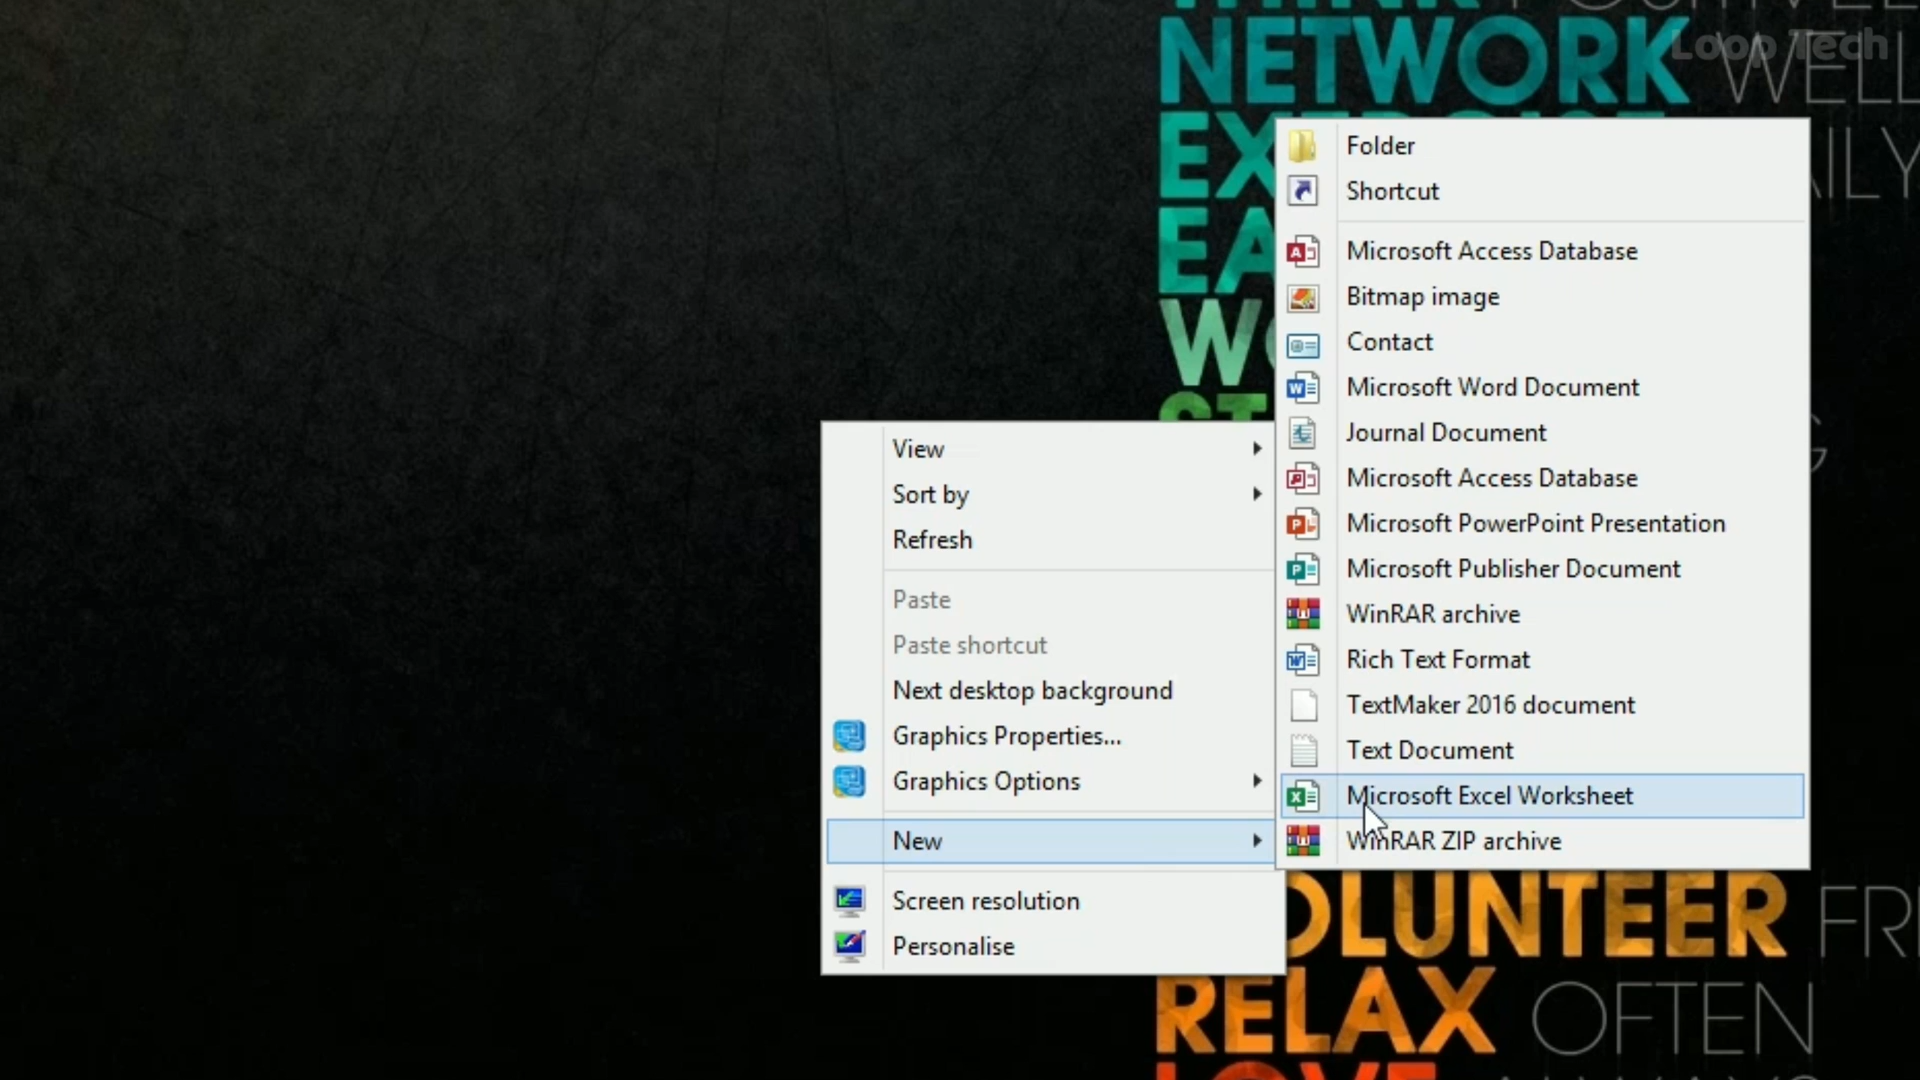 NETWORK WELL
Loop Tech
Folder
Shortcut
Microsoft Access Database
Bitmap image
Contact
Microsoft Word Document
Journal Document
Microsoft Access Database
Microsoft PowerPoint Presentation
Microsoft Publisher Document
WinRAR archive
Rich Text Format
TextMaker 2016 document
Text Document
Microsoft Excel Worksheet
WinRAR ZIP archive
View
Sort by
Refresh
Paste
Paste shortcut
Next desktop background
Graphics Properties...
Graphics Options
New
Screen resolution
Personalise
OLUNTEER FR
RELAX OFTEN